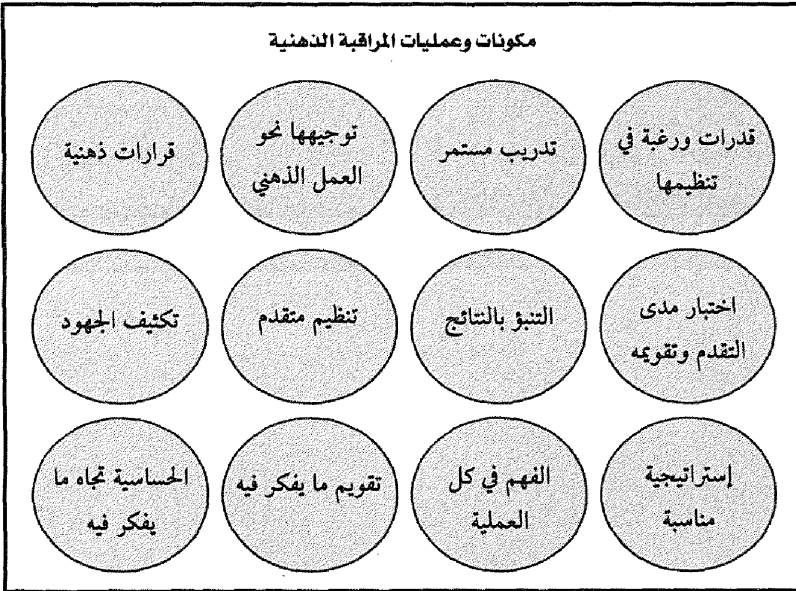 مكونات وعمليات المراقبة الذهنية
قدرات ورغبة في
تنظيمها
تدريب مستمر
توجيهها نحو
العمل الذهني
قرارات ذهنية
اختبار مدى
التقدم وتقويمه
التنبؤ بالنتائج
تنظيم متقدم
تكثيف الجهود
إستراتيجية
مناسبة
الفهم في كل
العملية
تقويم ما يفكر فيه
الحساسية تجاه ما
يفكر فيه